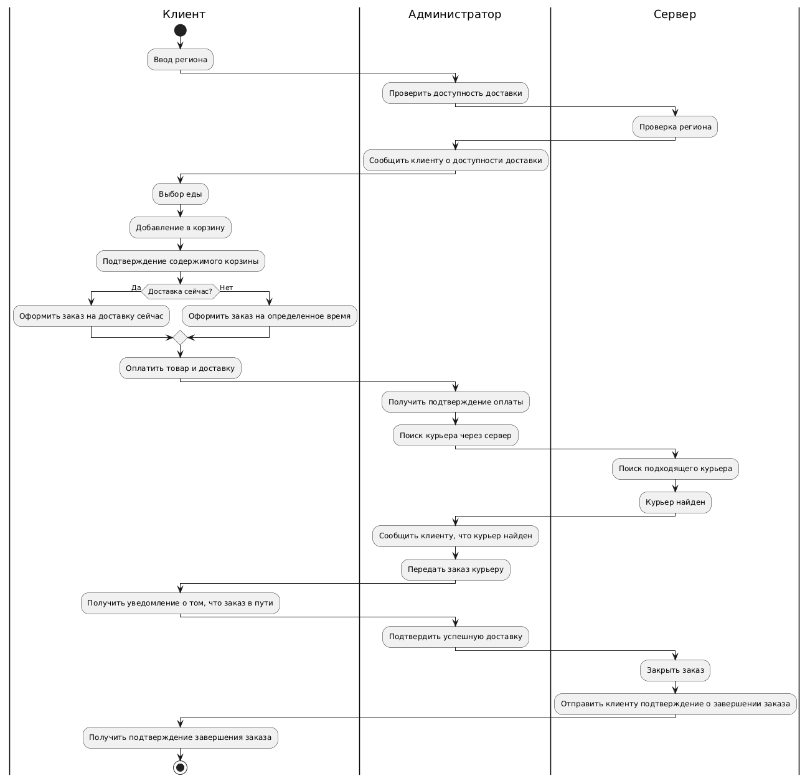 Клиент
Администратор
Сервер
Ввод региона
Проверить доступность доставки
Проверка региона
Сообщить клиенту о доступности доставки
Выбор еды
Добавление в корзину
Подтверждение содержимого корзины
Да
Доставка сейчас?
Нет
Оформить заказ на доставку сейчас
Оформить заказ на определенное время
Оплатить товар и доставку
Получить подтверждение оплаты
Поиск курьера через сервер
Поиск подходящего курьера
Курьер найден
Сообщить клиенту, что курьер найден
Передать заказ курьеру
Получить уведомление о том, что заказ в пути
Подтвердить успешную доставку
Закрыть заказ
Отправить клиенту подтверждение о завершении заказа
Получить подтверждение завершения заказа